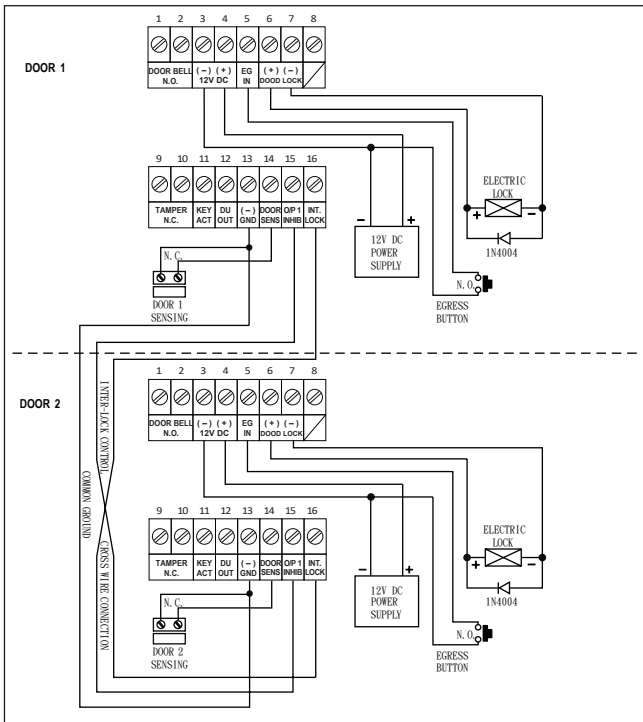 1 2 3 4 5 6 7 8
DOOR 1
DOOR BELL
N.O.
(-) (+)
12V DC
EG
IN
(+) (-)
DOOD LOCK
9 10 11 12 13 14 15 16
TAMPER
N.C.
KEY
ACT
DU
OUT
(-)
GND
DOOR
SENS
O/P 1
INHIB
INT.
LOCK
ELECTRIC
LOCK
+ -
1N4004
- +
12V DC
POWER
SUPPLY
N.C.
DOOR 1
SENSING
N.O.
EGRESS
BUTTON
INTER-LOCK CONTROL
COMMON GROUND
CROSS WIRE CONNECTION
DOOR 2
1 2 3 4 5 6 7 8
DOOR BELL
N.O.
(-) (+)
12V DC
EG
IN
(+) (-)
DOOD LOCK
9 10 11 12 13 14 15 16
TAMPER
N.C.
KEY
ACT
DU
OUT
(-)
GND
DOOR
SENS
O/P 1
INHIB
INT.
LOCK
ELECTRIC
LOCK
+ -
1N4004
- +
12V DC
POWER
SUPPLY
N.C.
DOOR 2
SENSING
N.O.
EGRESS
BUTTON